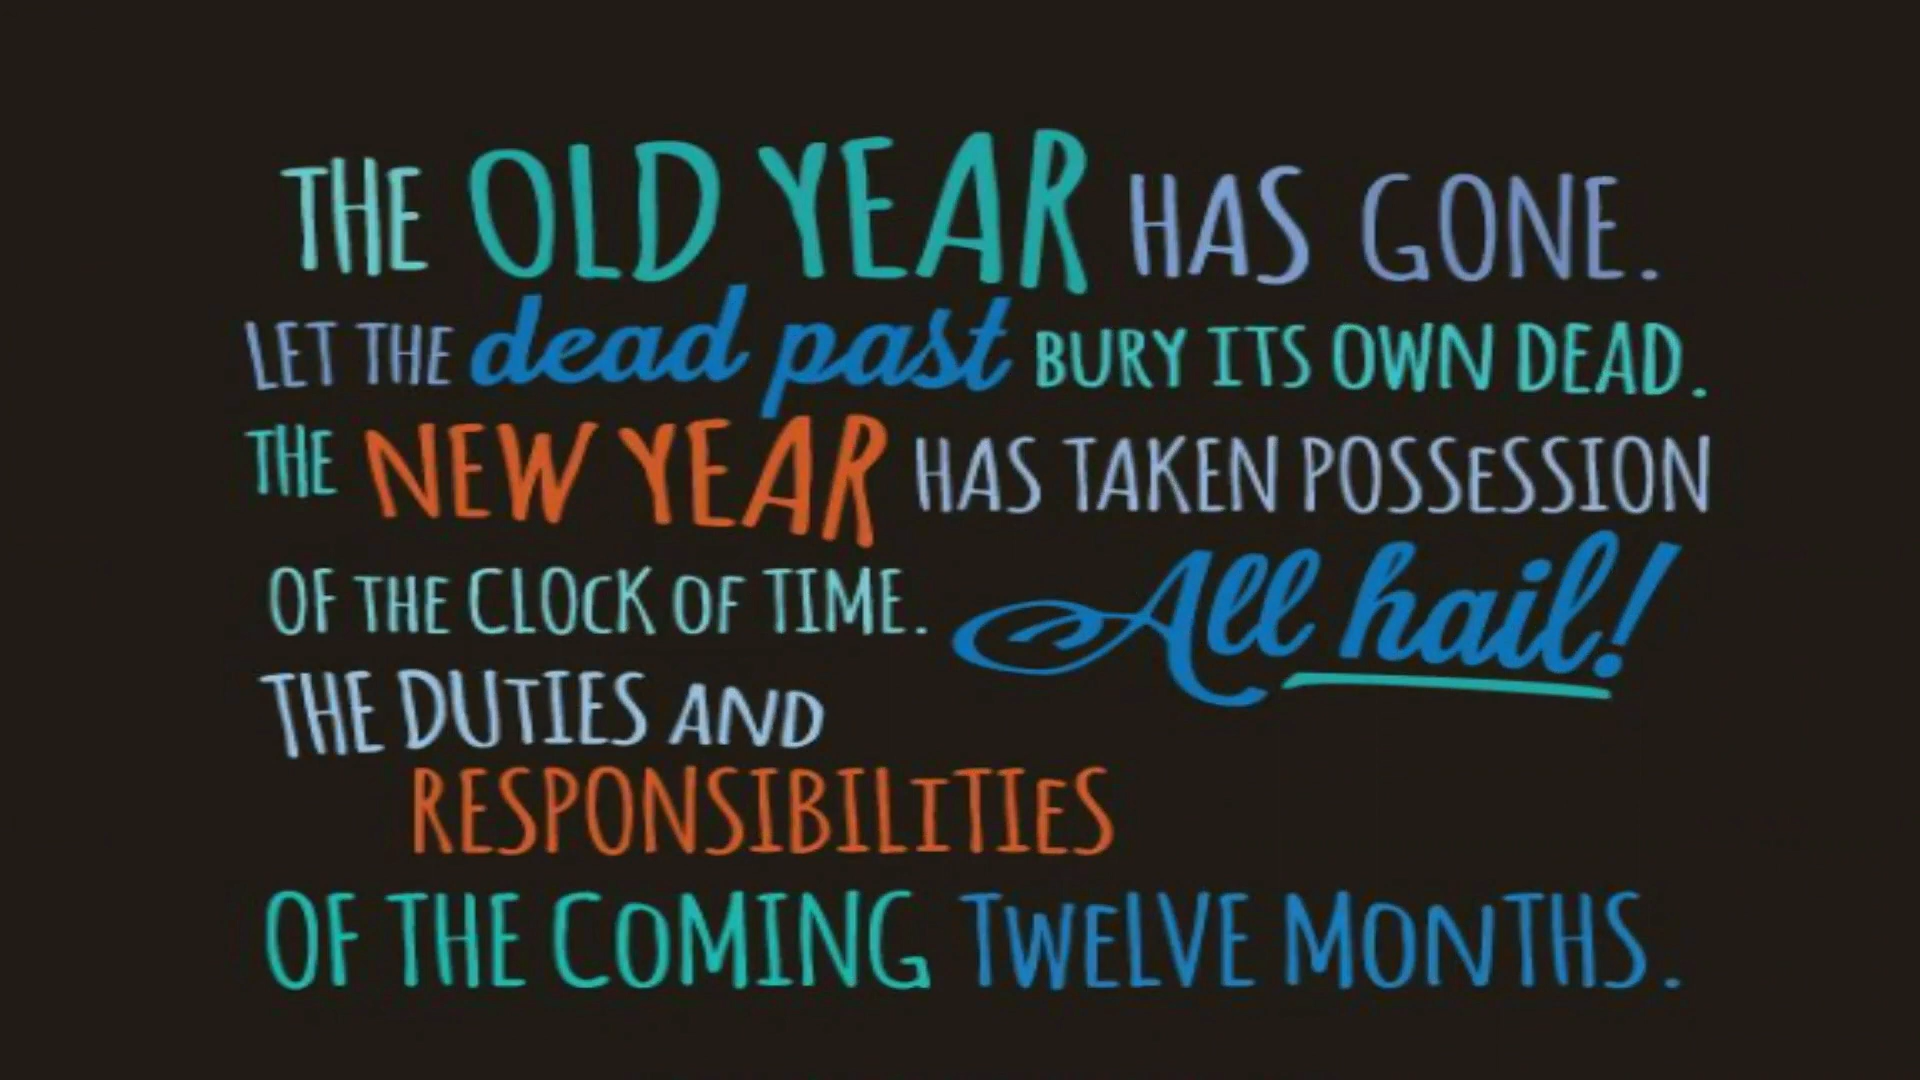 THE OLD YEAR HAS GONE.
LET THE dead past BURY ITS OWN DEAD.
THE NEW YEAR HAS TAKEN POSSESSION
OF THE CLOCK OF TIME. All hail!
THE DUTIES AND
RESPONSIBILITIES
OF THE COMING TWELVE MONTHS.